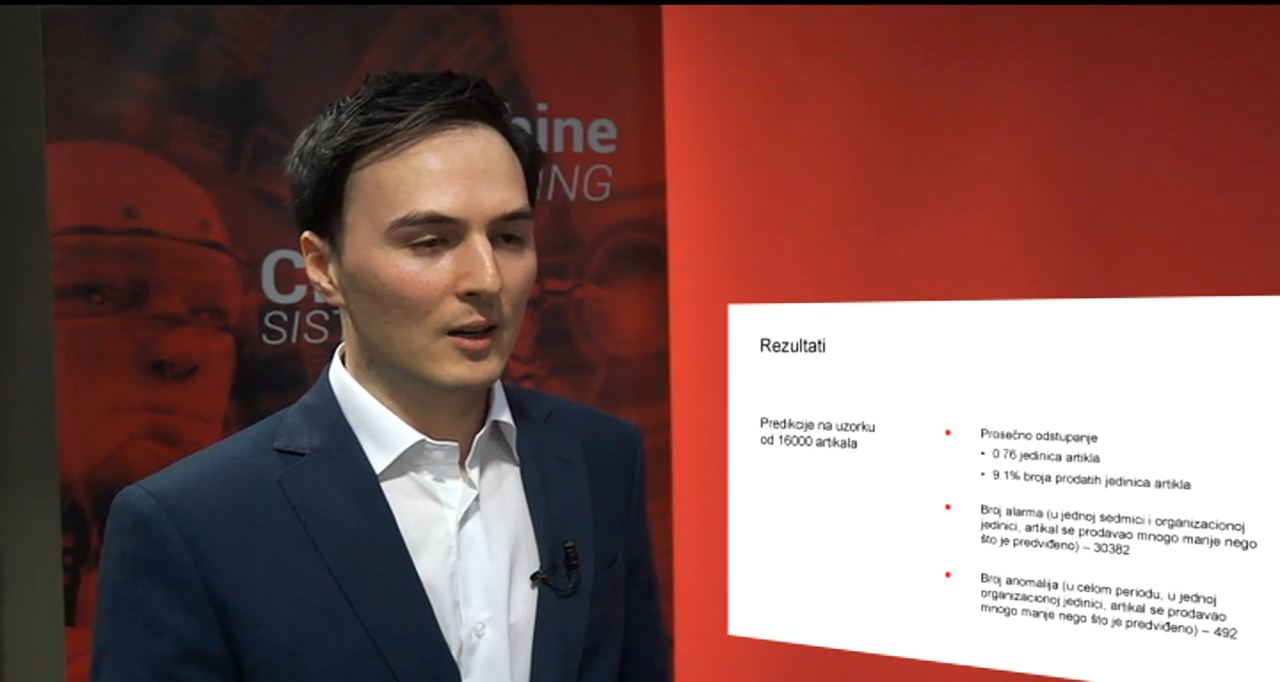 hine
ING
C
SIST
Rezultati
Predikcije na uzorku
od 16000 artikala
Prosečno odstupanje
• 0 76 jedinica artikla
• 9.1% broja prodatih jedinica artikla
Broj alarma (u jednoj sedmici i organizacionoj
jedinici, artikal se prodavao mnogo manje nego
što je predviđeno) – 30382
Broj anomalija (u celom periodu, u jednoj
organizacionoj jedinici, artikal se prodavao
mnogo manje nego što je predviđeno) – 492